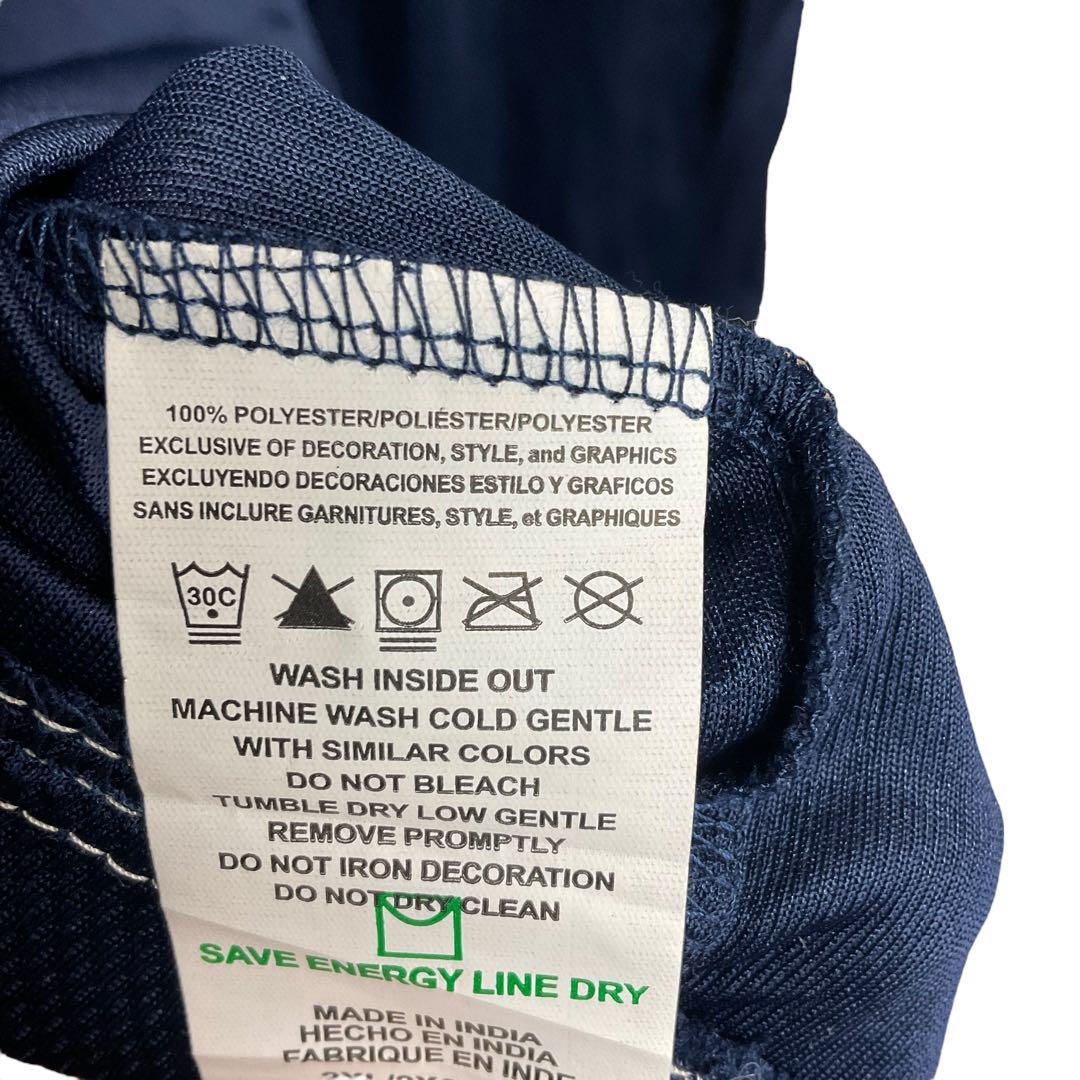 100% POLYESTER/POLIÉSTER/POLYESTER
EXCLUSIVE OF DECORATION, STYLE, and GRAPHICS
EXCLUYENDO DECORACIONES ESTILO Y GRAFICOS
SANS INCLURE GARNITURES, STYLE, et GRAPHIQUES
30C
WASH INSIDE OUT
MACHINE WASH COLD GENTLE
WITH SIMILAR COLORS
DO NOT BLEACH
TUMBLE DRY LOW GENTLE
REMOVE PROMPTLY
DO NOT IRON DECORATION
DO NOT DRY CLEAN
SAVE ENERGY LINE DRY
MADE IN INDIA
HECHO EN INDIA
FABRIQUE EN INDE